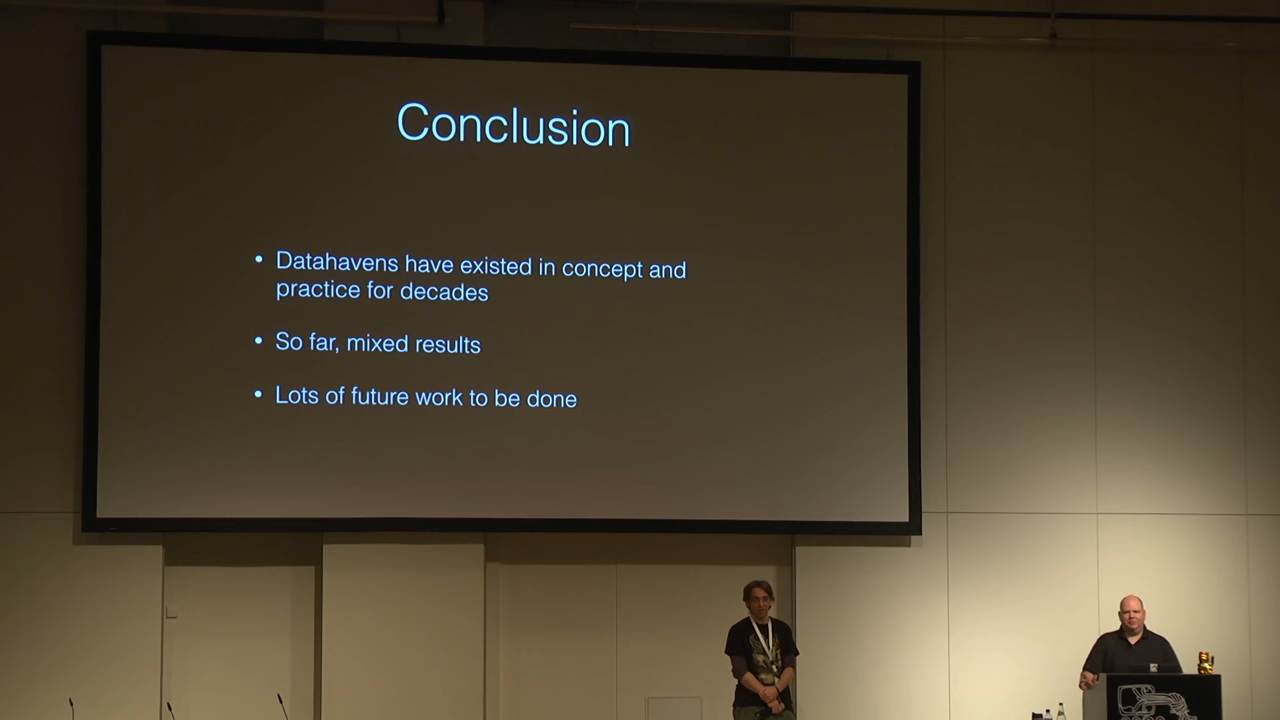 Conclusion
• Datahavens have existed in concept and
practice for decades
• So far, mixed results
• Lots of future work to be done